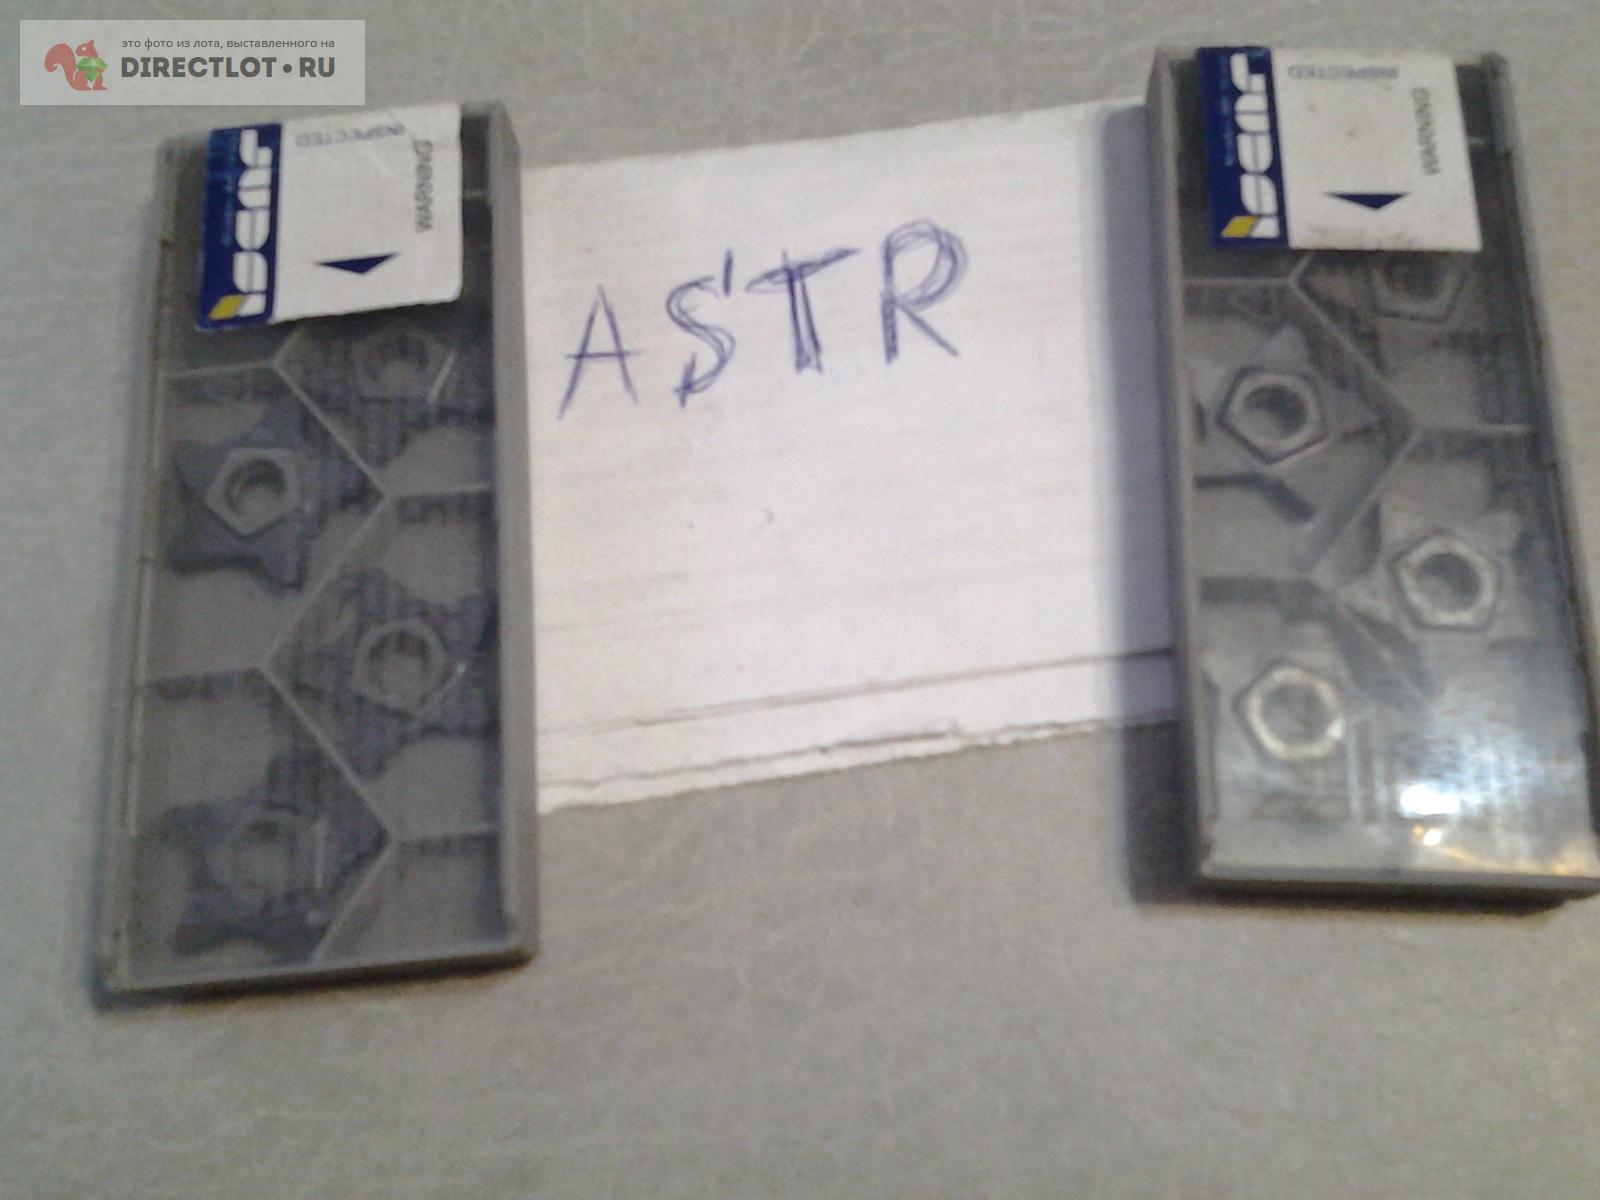 это фото из лота, выставленного на
DIRECTLOT•RU
INSPECTED
WARNING
ISCAR
ASTR
INSPECTED
WARNING
ISCAR